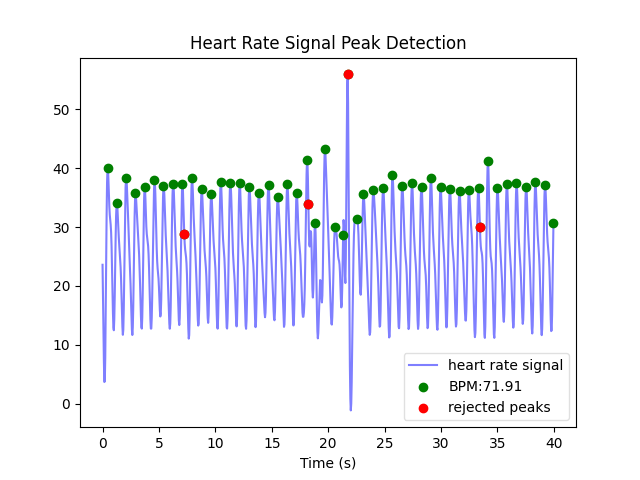 Heart Rate Signal Peak Detection
50
40
30
20
10
0
0 5 10 15 20 25 30 35 40
Time (s)
heart rate signal
BPM:71.91
rejected peaks